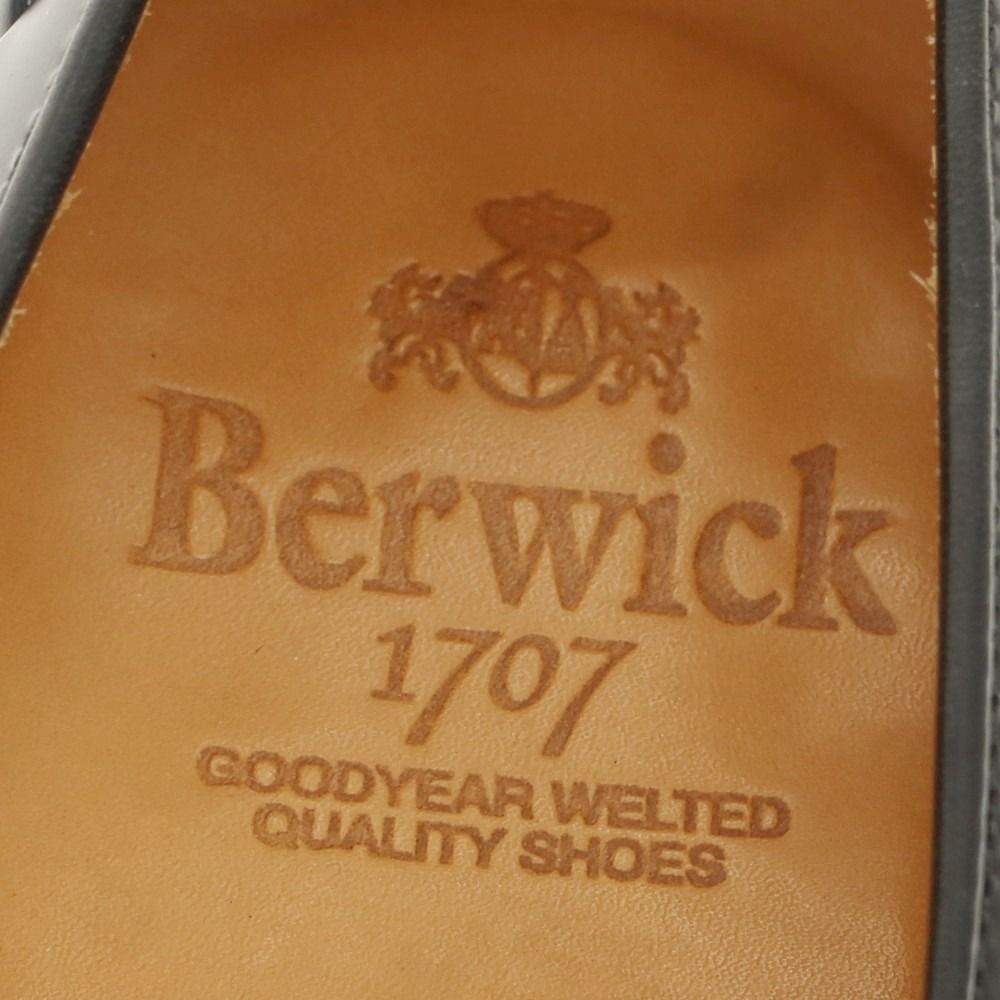 Berwick
1707
GOODYEAR WELTED
QUALITY SHOES